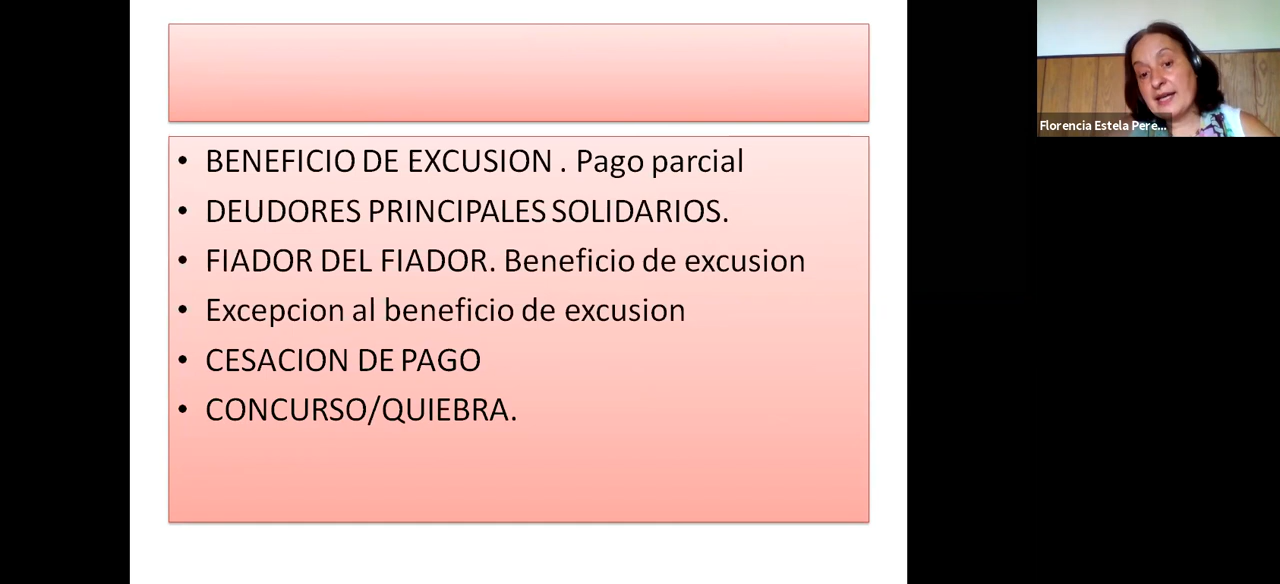 • BENEFICIO DE EXCUSION . Pago parcial
• DEUDORES PRINCIPALES SOLIDARIOS.
• FIADOR DEL FIADOR. Beneficio de excusion
• Excepcion al beneficio de excusion
• CESACION DE PAGO
• CONCURSO/QUIEBRA.
Florencia Estela Pere...